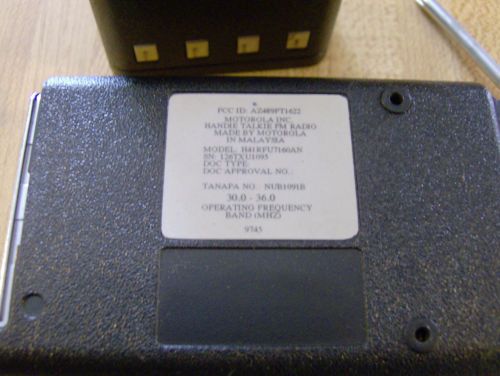 FCC ID: AZ489FT1622
MOTOROLA INC.
HANDIE TALKIE FM RADIO
MADE BY MOTOROLA
IN MALAYSIA
MODEL: H41RFU7160AN
SN: 126TXU1095
DOC TYPE:
DOC APPROVAL NO.:
TANAPA NO. NUB1091B
30.0 - 36.0
OPERATING FREQUENCY
BAND (MHZ)
9745